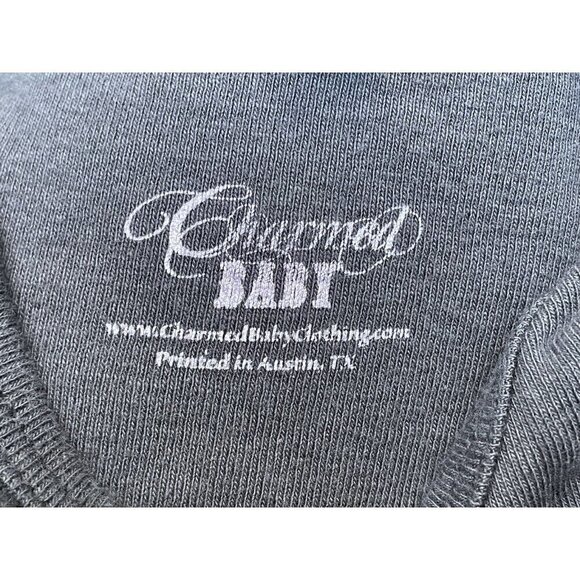 Charmed
BABY
www.CharmedBabyClothing.com
Printed in Austin, TX